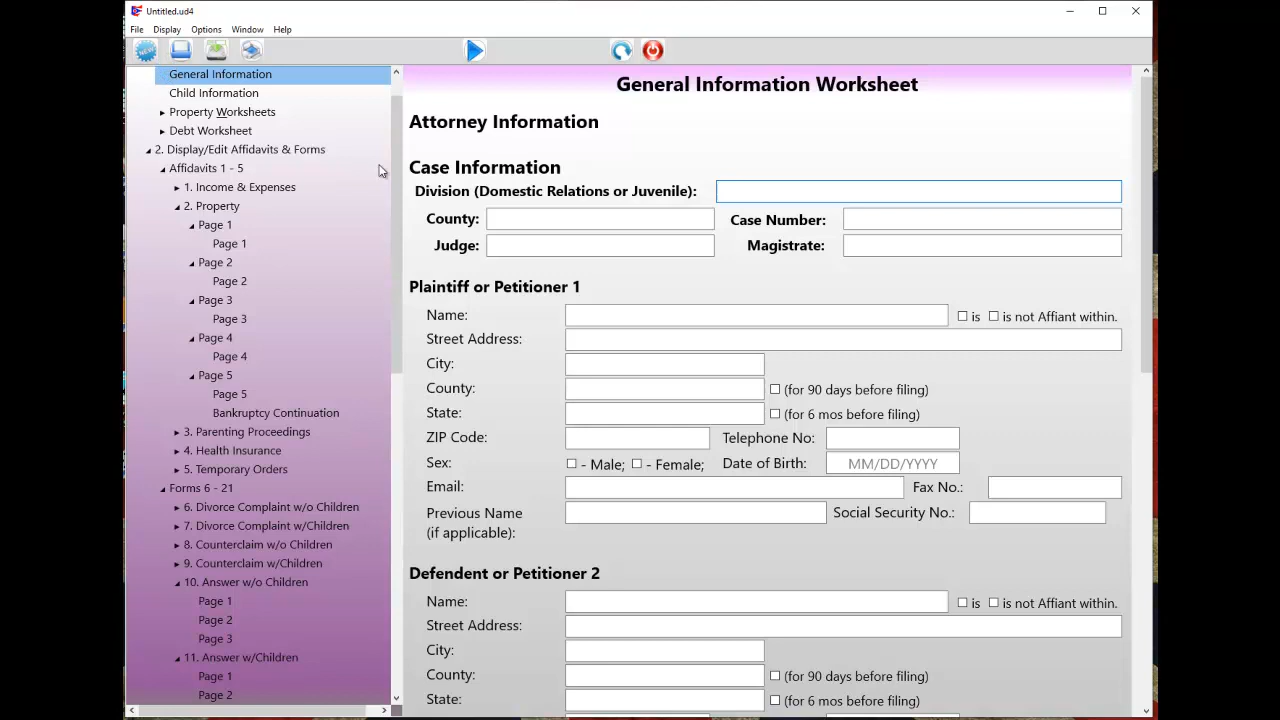 Untitled.ud4
File Display Options Window Help
NEW
General Information
Child Information
Property Worksheets
Debt Worksheet
2. Display/Edit Affidavits & Forms
Affidavits 1 - 5
1. Income & Expenses
2. Property
Page 1
Page 1
Page 2
Page 2
Page 3
Page 3
Page 4
Page 4
Page 5
Page 5
Bankruptcy Continuation
3. Parenting Proceedings
4. Health Insurance
5. Temporary Orders
Forms 6 - 21
6. Divorce Complaint w/o Children
7. Divorce Complaint w/Children
8. Counterclaim w/o Children
9. Counterclaim w/Children
10. Answer w/o Children
Page 1
Page 2
Page 3
11. Answer w/Children
Page 1
Page 2
General Information Worksheet
Attorney Information
Case Information
Division (Domestic Relations or Juvenile):
County: Case Number:
Judge: Magistrate:
Plaintiff or Petitioner 1
Name: is is not Affiant within.
Street Address:
City:
County: (for 90 days before filing)
State: (for 6 mos before filing)
ZIP Code: Telephone No:
Sex: - Male; - Female; Date of Birth: MM/DD/YYYY
Email: Fax No.:
Previous Name Social Security No.:
(if applicable):
Defendent or Petitioner 2
Name: is is not Affiant within.
Street Address:
City:
County: (for 90 days before filing)
State: (for 6 mos before filing)